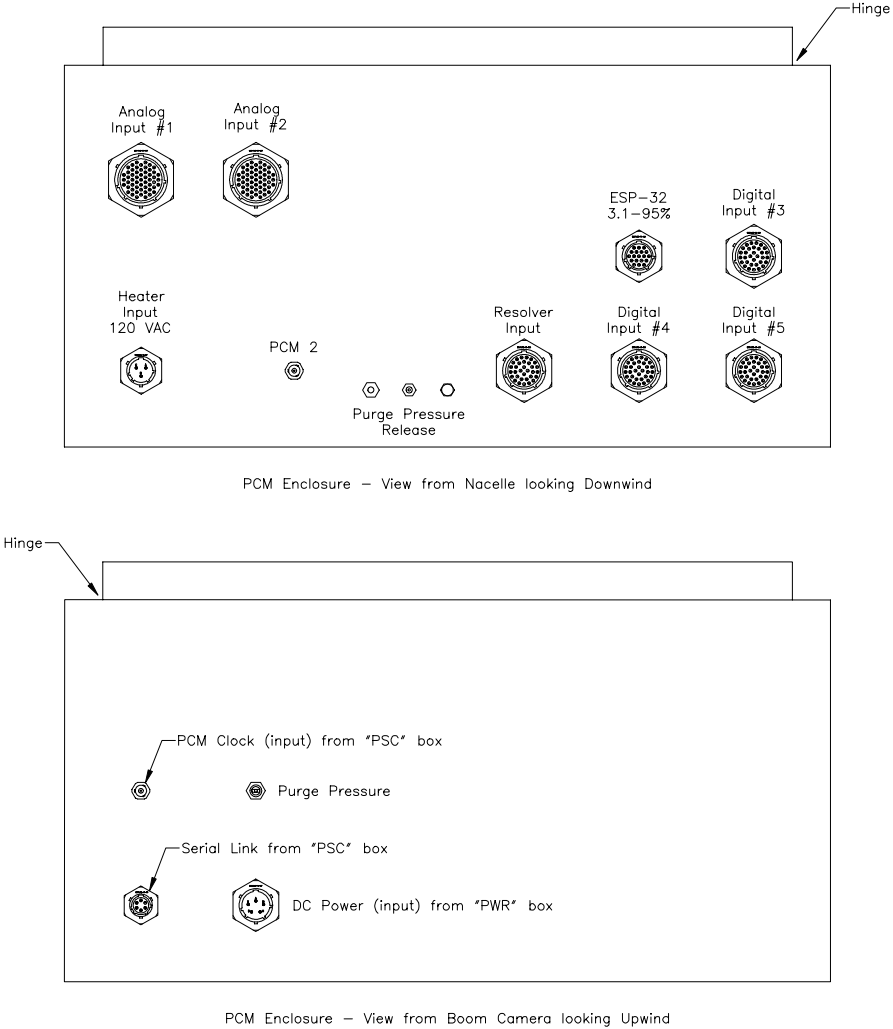 Hinge
Analog
Input #1
Analog
Input #2
ESP-32
3.1-95%
Digital
Input #3
Heater
Input
120 VAC
PCM 2
Resolver
Input
Digital
Input #4
Digital
Input #5
Purge Pressure
Release
PCM Enclosure - View from Nacelle looking Downwind
Hinge
PCM Clock (input) from "PSC" box
Purge Pressure
Serial Link from "PSC" box
DC Power (input) from "PWR" box
PCM Enclosure - View from Boom Camera looking Upwind